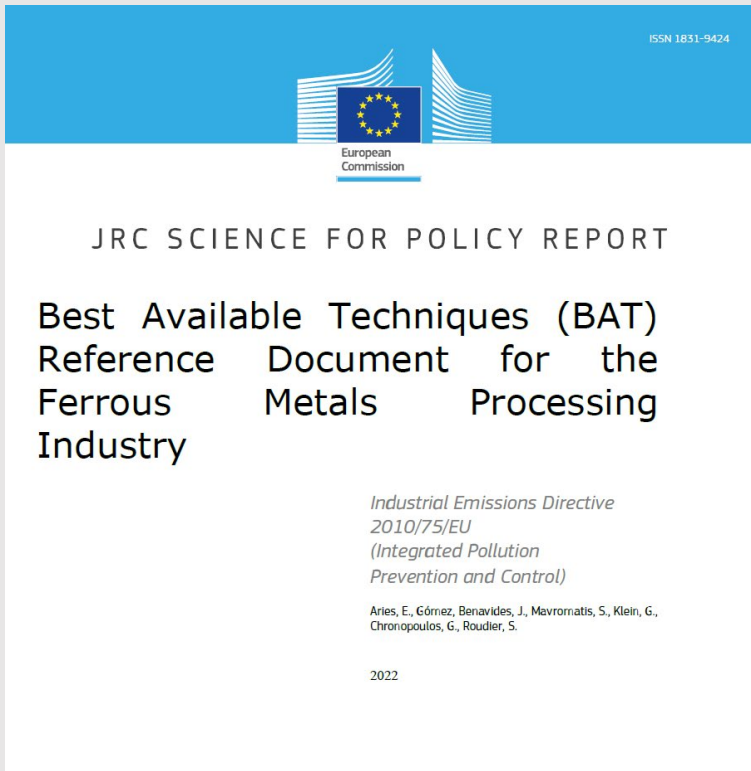 ISSN 1831-9424
European
Commission
JRC SCIENCE FOR POLICY REPORT
Best Available Techniques (BAT)
Reference Document for the
Ferrous Metals Processing
Industry
Industrial Emissions Directive
2010/75/EU
(Integrated Pollution
Prevention and Control)
Aries, E., Gómez, Benavides, J., Mavromatis, S., Klein, G.,
Chronopoulos, G., Roudier, S.
2022